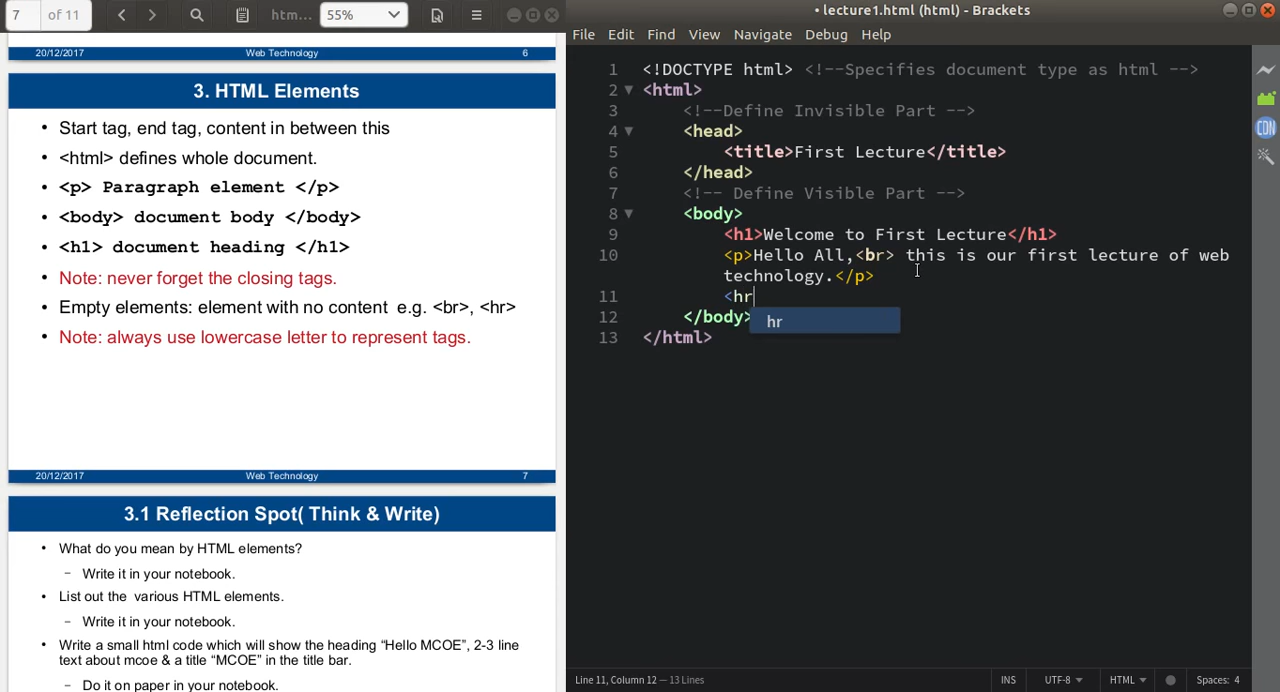 7 of 11 htm... 55%
20/12/2017 Web Technology 6
3. HTML Elements
• Start tag, end tag, content in between this
• <html> defines whole document.
• <p> Paragraph element </p>
• <body> document body </body>
• <h1> document heading </h1>
• Note: never forget the closing tags.
• Empty elements: element with no content e.g. <br>, <hr>
• Note: always use lowercase letter to represent tags.
20/12/2017 Web Technology 7
3.1 Reflection Spot( Think & Write)
• What do you mean by HTML elements?
– Write it in your notebook.
• List out the various HTML elements.
– Write it in your notebook.
• Write a small html code which will show the heading “Hello MCOE”, 2-3 line
text about mcoe & a title “MCOE” in the title bar.
– Do it on paper in your notebook.
• lecture1.html (html) - Brackets
File Edit Find View Navigate Debug Help
1 <!DOCTYPE html> <!--Specifies document type as html -->
2 <html>
3 <!--Define Invisible Part -->
4 <head>
5 <title>First Lecture</title>
6 </head>
7 <!-- Define Visible Part -->
8 <body>
9 <h1>Welcome to First Lecture</h1>
10 <p>Hello All,<br> this is our first lecture of web
technology.</p>
11 <hr
12 </body>
hr
13 </html>
CDN
Line 11, Column 12 — 13 Lines INS UTF-8 HTML Spaces: 4